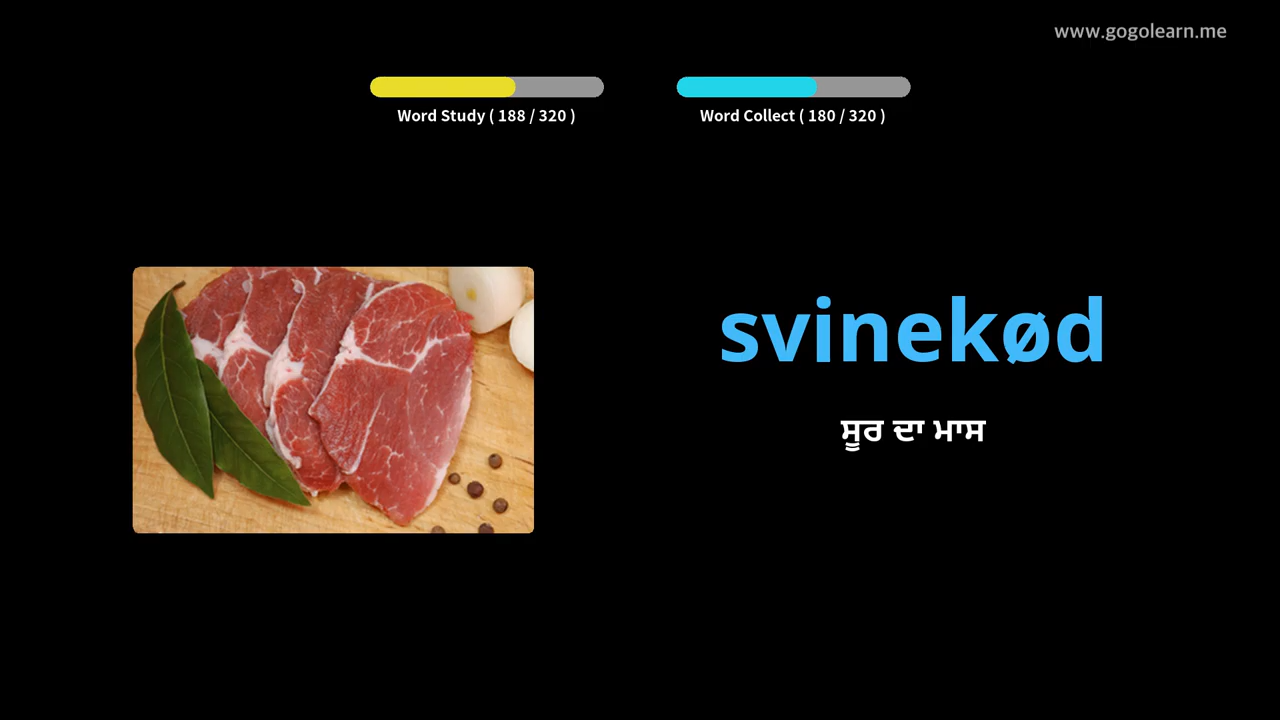 www.gogolearn.me
Word Study ( 188 / 320 )
Word Collect ( 180 / 320 )
svinekød
ਸੂਰ ਦਾ ਮਾਸ